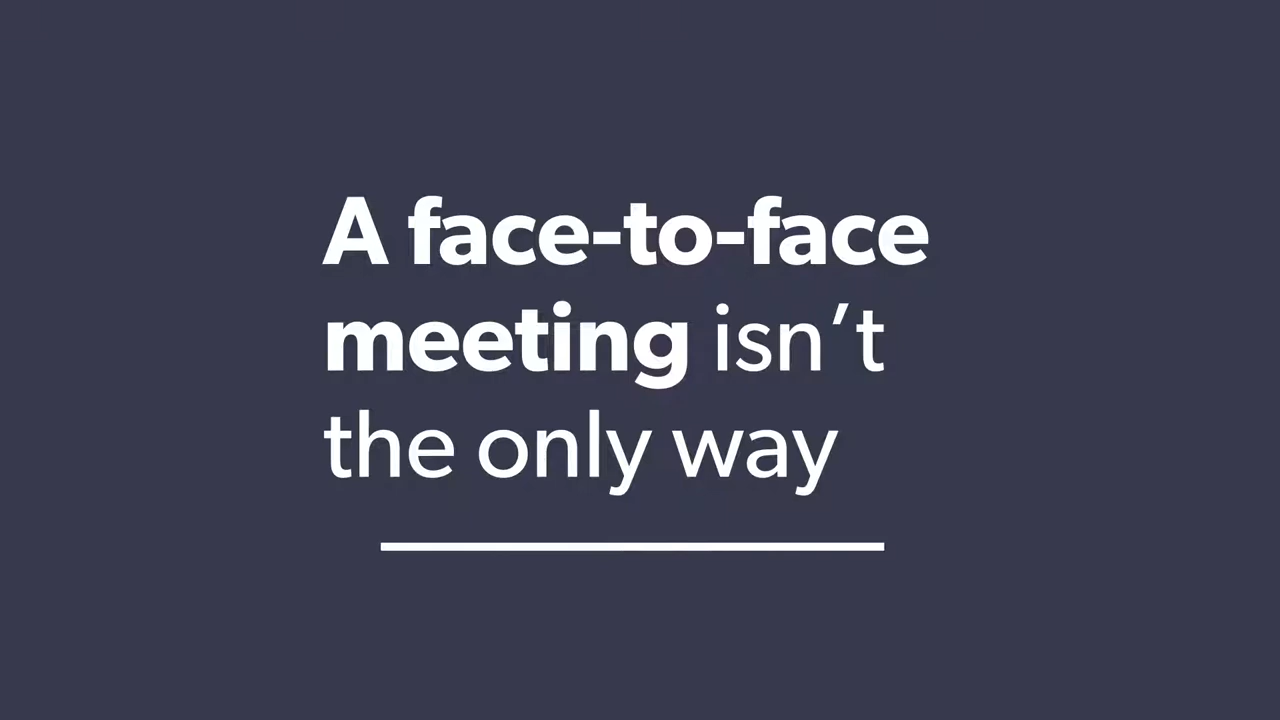 A face-to-face
meeting isn’t
the only way